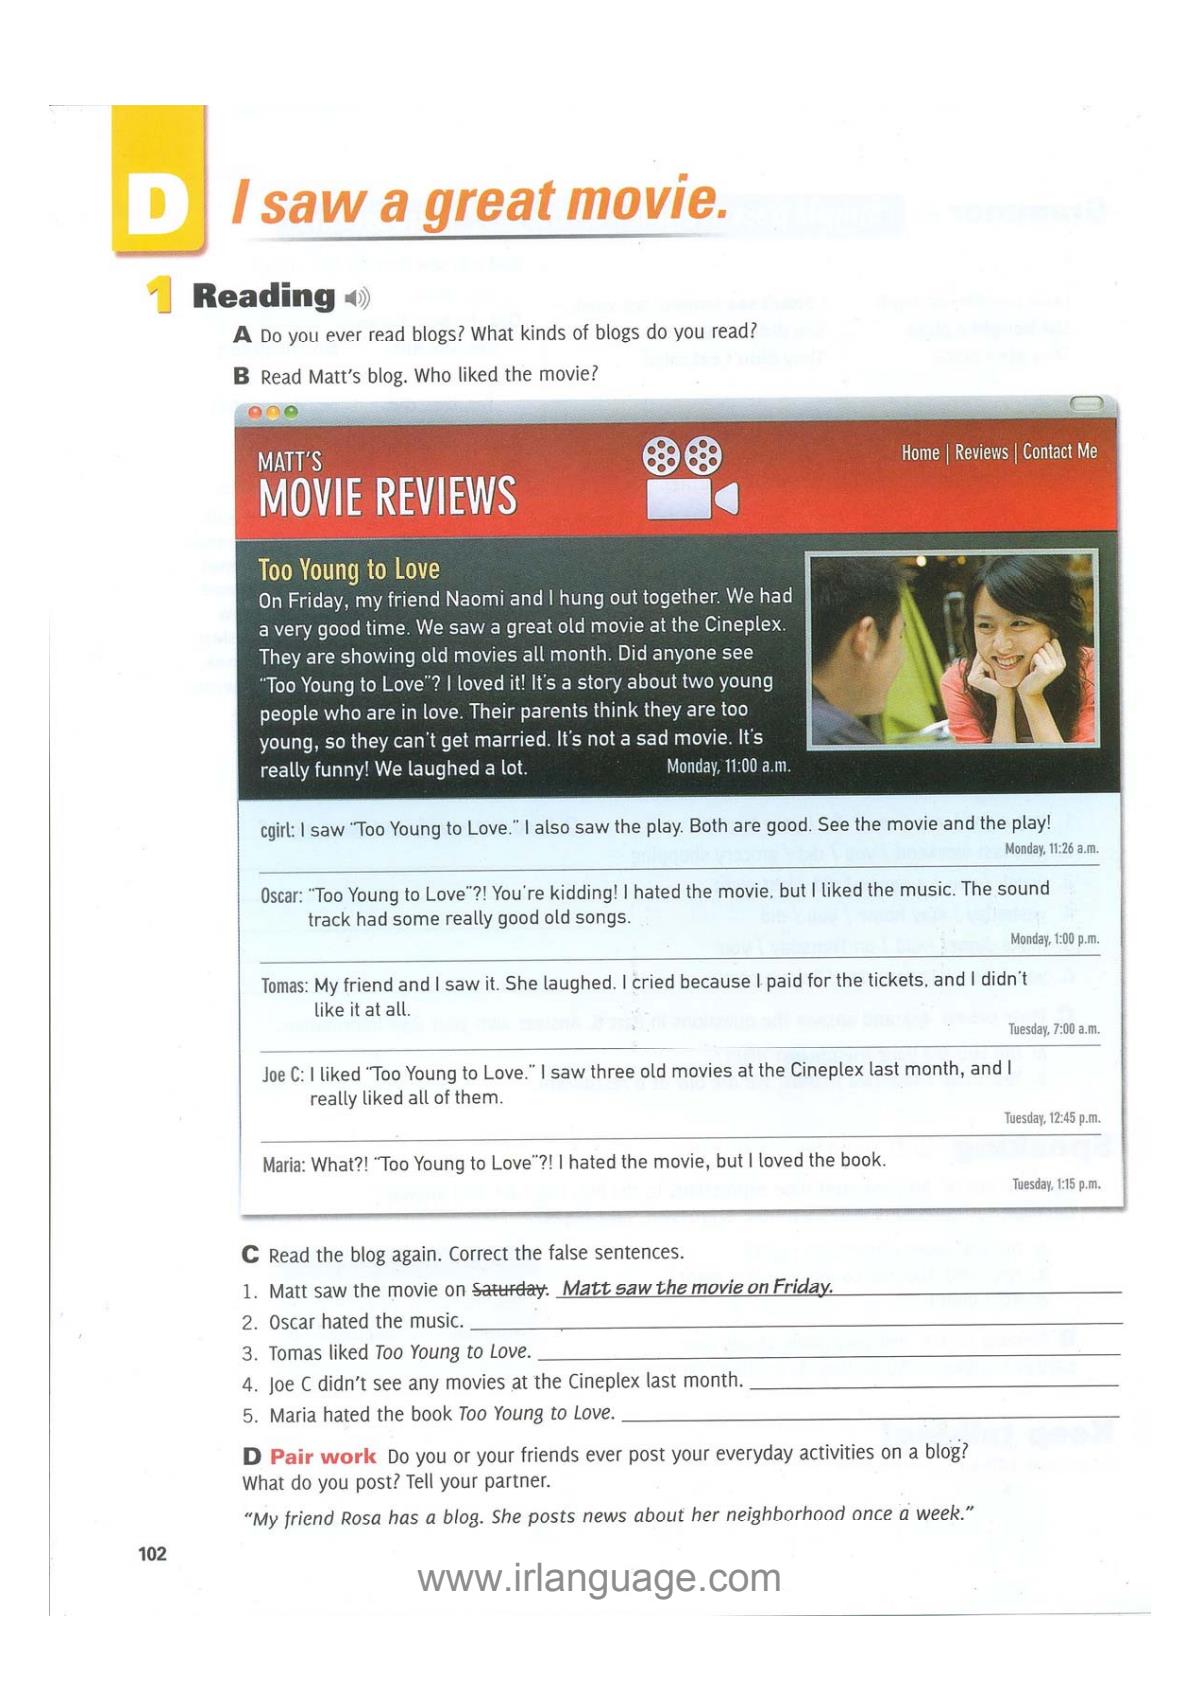 D
I saw a great movie.
1 Reading
A Do you ever read blogs? What kinds of blogs do you read?
B Read Matt's blog. Who liked the movie?
MATT'S
MOVIE REVIEWS
Home | Reviews | Contact Me
Too Young to Love
On Friday, my friend Naomi and I hung out together. We had
a very good time. We saw a great old movie at the Cineplex.
They are showing old movies all month. Did anyone see
"Too Young to Love"? I loved it! It's a story about two young
people who are in love. Their parents think they are too
young, so they can't get married. It's not a sad movie. It's
really funny! We laughed a lot. Monday, 11:00 a.m.
cgirl: I saw "Too Young to Love." I also saw the play. Both are good. See the movie and the play!
Monday, 11:26 a.m.
Oscar: "Too Young to Love"?! You're kidding! I hated the movie, but I liked the music. The sound
track had some really good old songs.
Monday, 1:00 p.m.
Tomas: My friend and I saw it. She laughed. I cried because I paid for the tickets, and I didn't
like it at all.
Tuesday, 7:00 a.m.
Joe C: I liked "Too Young to Love." I saw three old movies at the Cineplex last month, and I
really liked all of them.
Tuesday, 12:45 p.m.
Maria: What?! "Too Young to Love"?! I hated the movie, but I loved the book.
Tuesday, 1:15 p.m.
C Read the blog again. Correct the false sentences.
1. Matt saw the movie on Saturday. Matt saw the movie on Friday.
2. Oscar hated the music.
3. Tomas liked Too Young to Love.
4. Joe C didn't see any movies at the Cineplex last month.
5. Maria hated the book Too Young to Love.
D Pair work Do you or your friends ever post your everyday activities on a blog?
What do you post? Tell your partner.
"My friend Rosa has a blog. She posts news about her neighborhood once a week."
102
www.irlanguage.com